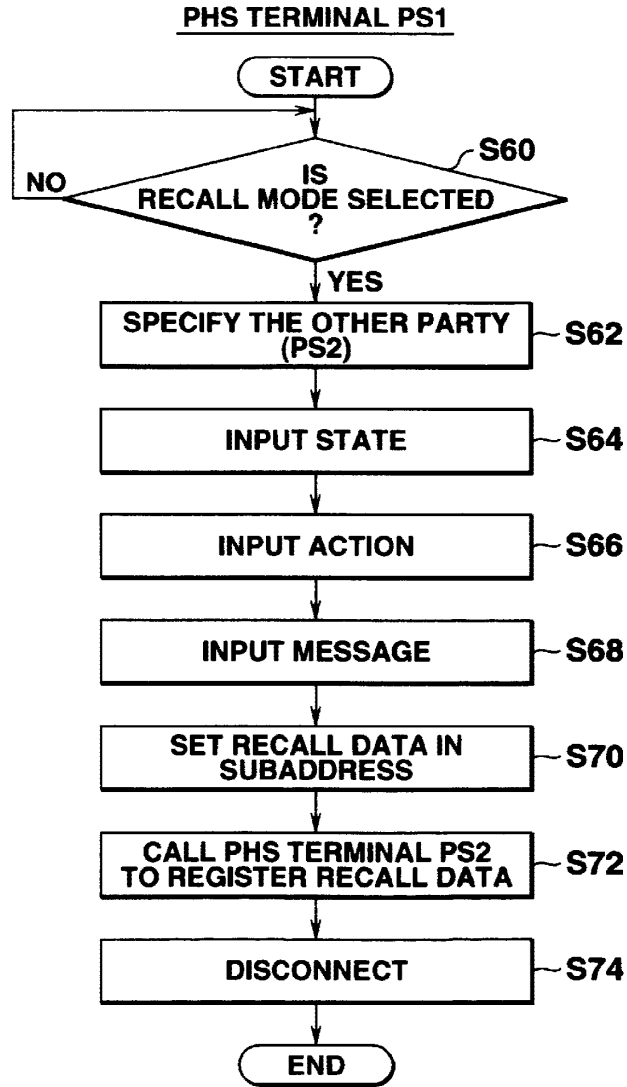 PHS TERMINAL PS1
START
S60
NO
IS
RECALL MODE SELECTED
?
YES
SPECIFY THE OTHER PARTY
(PS2)
S62
INPUT STATE
S64
INPUT ACTION
S66
INPUT MESSAGE
S68
SET RECALL DATA IN
SUBADDRESS
S70
CALL PHS TERMINAL PS2
TO REGISTER RECALL DATA
S72
DISCONNECT
S74
END